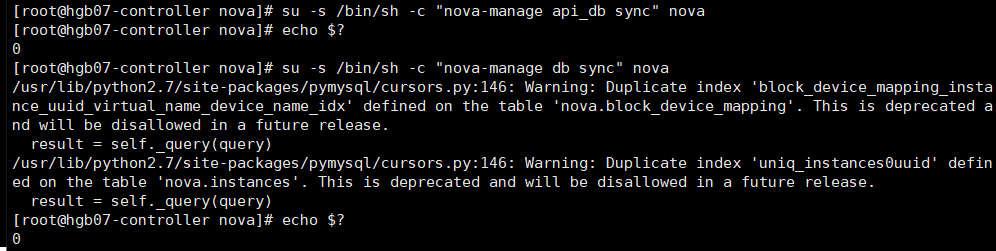 [root@hgb07-controller nova]# su -s /bin/sh -c "nova-manage api_db sync" nova
[root@hgb07-controller nova]# echo $?
0
[root@hgb07-controller nova]# su -s /bin/sh -c "nova-manage db sync" nova
/usr/lib/python2.7/site-packages/pymysql/cursors.py:146: Warning: Duplicate index 'block_device_mapping_insta
nce_uuid_virtual_name_device_name_idx' defined on the table 'nova.block_device_mapping'. This is deprecated a
nd will be disallowed in a future release.
  result = self._query(query)
/usr/lib/python2.7/site-packages/pymysql/cursors.py:146: Warning: Duplicate index 'uniq_instances0uuid' defin
ed on the table 'nova.instances'. This is deprecated and will be disallowed in a future release.
  result = self._query(query)
[root@hgb07-controller nova]# echo $?
0